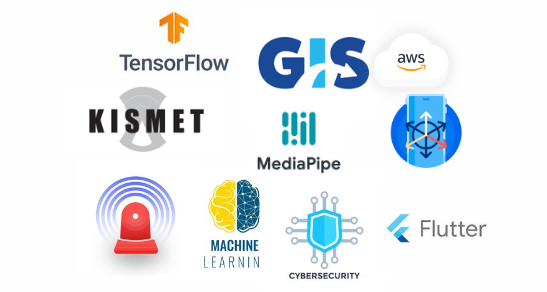 TensorFlow
GIS
aws
KISMET
MediaPipe
MACHINE
LEARNIN
CYBERSECURITY
Flutter